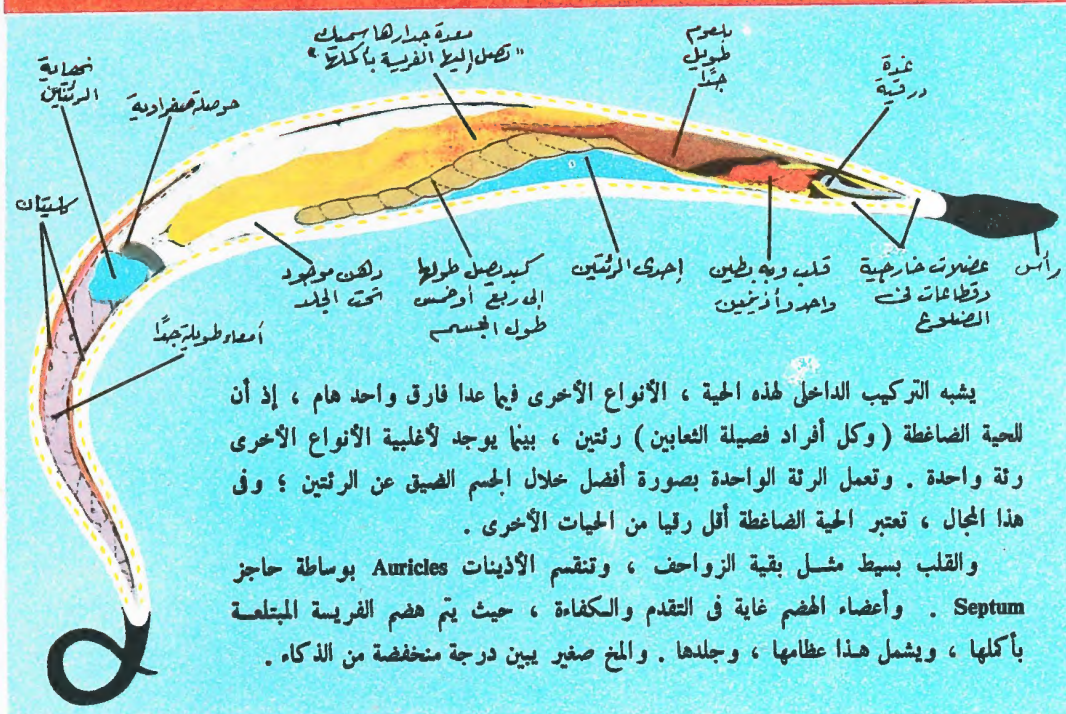 معدة جدارها سميك
"تصل إليها الفريسة بأكملها"
بلعوم
طويل
جدًا
غدة
درقية
نهاية
الرئتين
حوصلة صفراوية
كليتان
رأس
عضلات خارجية
وقطاعات في
الضلوع
قلب وبه بطين
واحد وأذينين
إحدى الرئتين
كبد يصل طولها
إلى ربع أو خمس
طول الجسم
دهن موجود
تحت الجلد
أمعاء طويلة جدًا
يشبه التركيب الداخلى لهذه الحية ، الأنواع الأخرى فيما عدا فارق واحد هام ، إذ أن
للحية الضاغطة ( وكل أفراد فصيلة الثعابين ) رئتين ، بينما يوجد لأغلبية الأنواع الأخرى
رئة واحدة . وتعمل الرئة الواحدة بصورة أفضل خلال الجسم الضيق عن الرئتين ؛ وفى
هذا المجال ، تعتبر الحية الضاغطة أقل رقيا من الحيات الأخرى .
والقلب بسيط مثل بقية الزواحف ، وتنقسم الأذينات Auricles بوساطة حاجز
Septum . وأعضاء الهضم غاية فى التقدم والكفاءة ، حيث يتم هضم الفريسة المبتلعة
بأكملها ، ويشمل هذا عظامها ، وجلدها . والمخ صغير يبين درجة منخفضة من الذكاء .